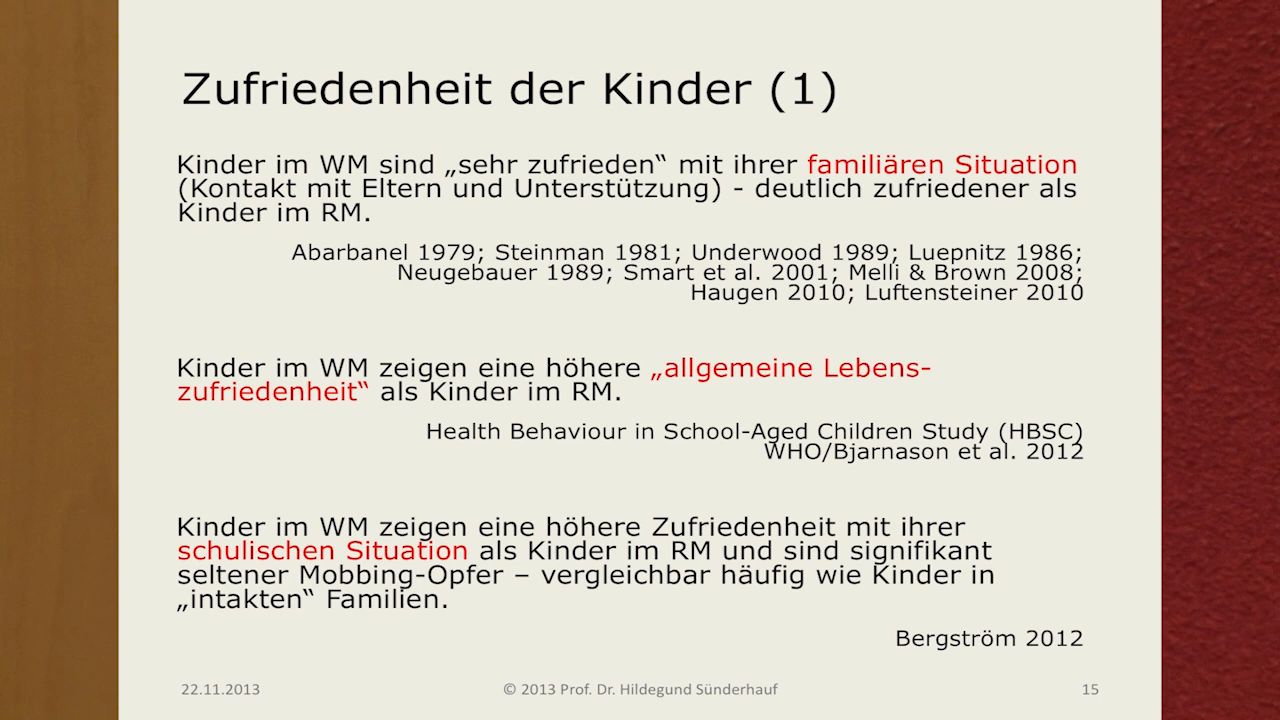 Zufriedenheit der Kinder (1)
Kinder im WM sind „sehr zufrieden“ mit ihrer familiären Situation
(Kontakt mit Eltern und Unterstützung) - deutlich zufriedener als
Kinder im RM.
Abarbanel 1979; Steinman 1981; Underwood 1989; Luepnitz 1986;
Neugebauer 1989; Smart et al. 2001; Melli & Brown 2008;
Haugen 2010; Luftensteiner 2010
Kinder im WM zeigen eine höhere „allgemeine Lebens-
zufriedenheit“ als Kinder im RM.
Health Behaviour in School-Aged Children Study (HBSC)
WHO/Bjarnason et al. 2012
Kinder im WM zeigen eine höhere Zufriedenheit mit ihrer
schulischen Situation als Kinder im RM und sind signifikant
seltener Mobbing-Opfer – vergleichbar häufig wie Kinder in
„intakten“ Familien.
Bergström 2012
22.11.2013
© 2013 Prof. Dr. Hildegund Sünderhauf
15